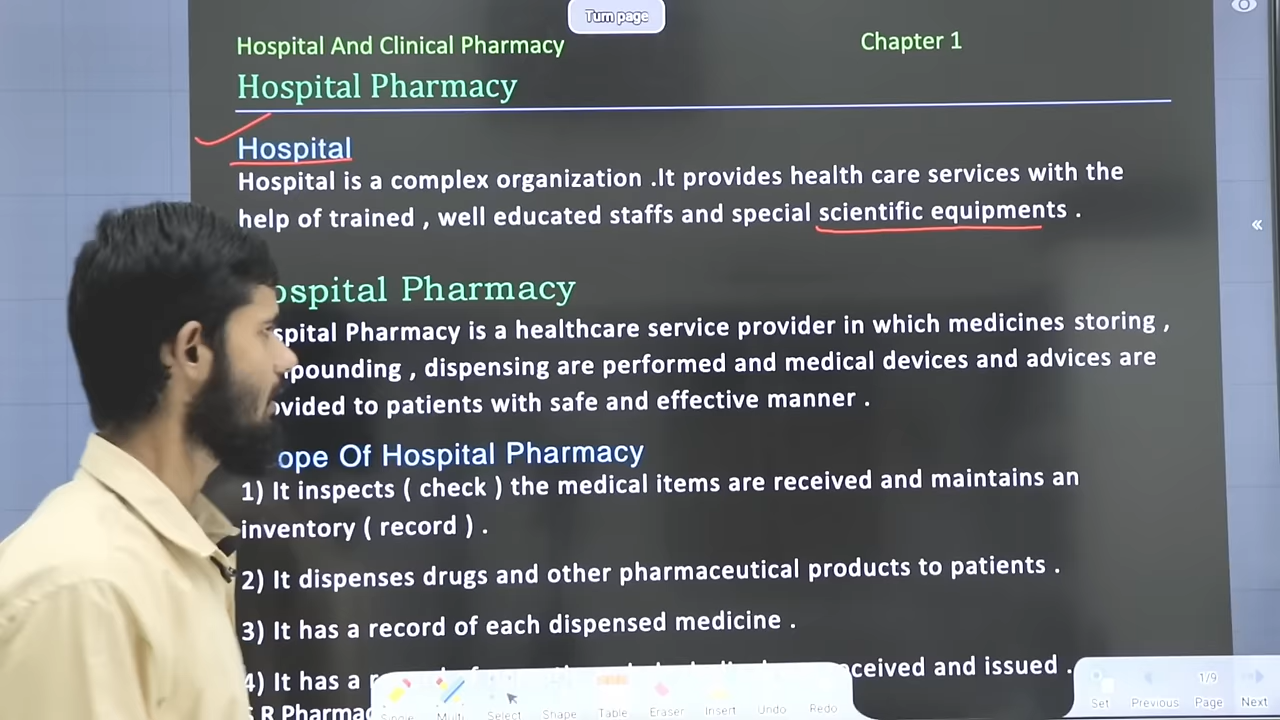 Turn page
Hospital And Clinical Pharmacy Chapter 1
Hospital Pharmacy
Hospital
Hospital is a complex organization .It provides health care services with the
help of trained , well educated staffs and special scientific equipments .
ospital Pharmacy
spital Pharmacy is a healthcare service provider in which medicines storing ,
pounding , dispensing are performed and medical devices and advices are
ovided to patients with safe and effective manner .
ope Of Hospital Pharmacy
1) It inspects ( check ) the medical items are received and maintains an
inventory ( record ) .
2) It dispenses drugs and other pharmaceutical products to patients .
3) It has a record of each dispensed medicine .
4) It has a received and issued .
R Pharmac
Single Multi Select Shape Table Eraser Insert Undo Redo
1/9
Set Previous Page Next